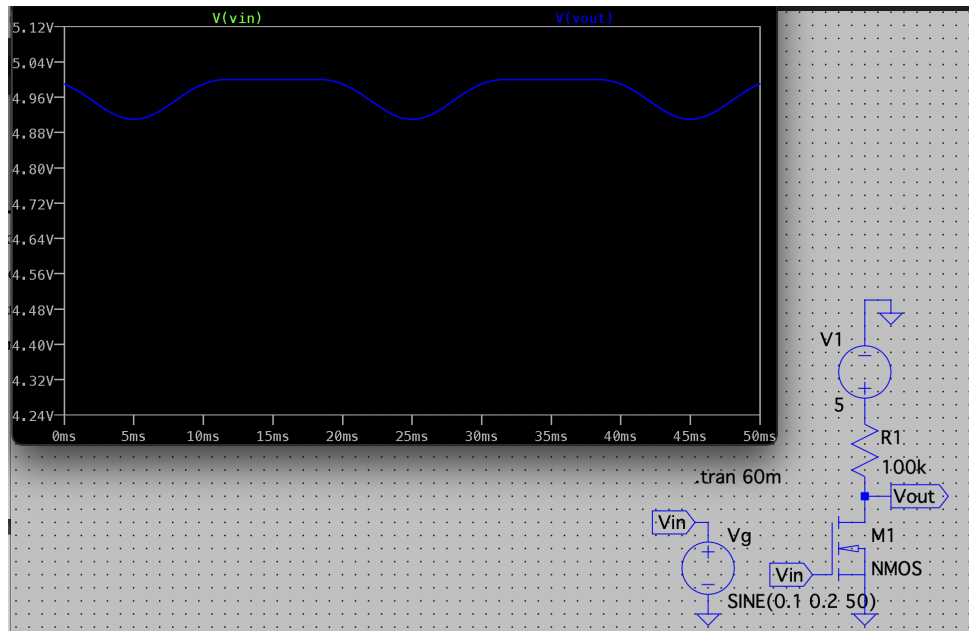 V(vin) V(vout)
5.12V
5.04V
4.96V
4.88V
4.80V
4.72V
4.64V
4.56V
4.48V
4.40V
4.32V
4.24V
0ms 5ms 10ms 15ms 20ms 25ms 30ms 35ms 40ms 45ms 50ms
V1
5
R1
100k
.tran 60m
Vout
Vin
Vg
M1
Vin
NMOS
SINE(0.1 0.2 50)